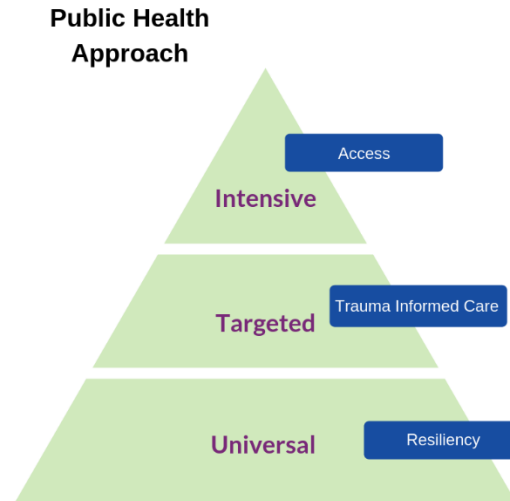 Public Health
Approach
Access
Intensive
Trauma Informed Care
Targeted
Resiliency
Universal